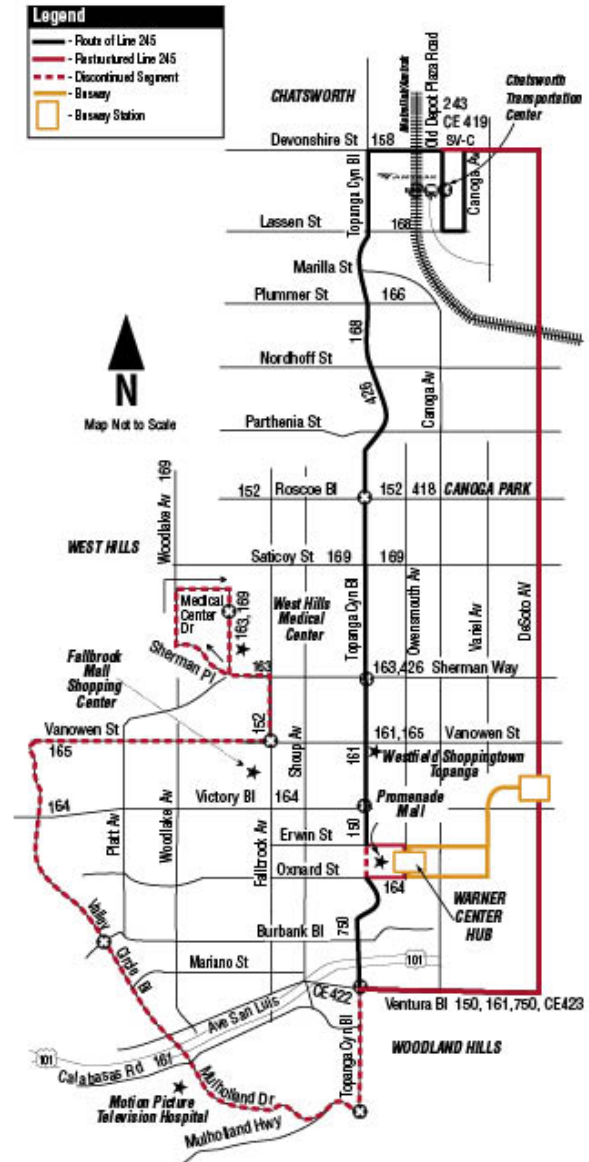 Legend
- Route of Line 245
- Restructured Line 245
- Discontinued Segment
- Busway
- Busway Station
CHATSWORTH
Metrolink/Amtrak
Old Depot Plaza Road
Chatsworth
Transportation
Center
243
CE 419
SV-C
Devonshire St
158
Topanga Cyn Bl
AMTRAK
Canoga Av
Lassen St
168
Marilla St
Plummer St
166
168
N
Map Not to Scale
Nordhoff St
426
Canoga Av
Parthenia St
169
Woodlake Av
152
Roscoe Bl
152
418
CANOGA PARK
WEST HILLS
Saticoy St
169
169
Medical
Center
Dr
163, 169
West Hills
Medical
Center
Topanga Cyn Bl
Owensmouth Av
Variel Av
DeSoto AV
Sherman Pl
163
163,426
Sherman Way
Fallbrook
Mall
Shopping
Center
152
Shoup Av
Vanowen St
165
161,165
Vanowen St
161
Westfield Shoppingtown
Topanga
164
Victory Bl
164
Promenade
Mall
150
Platt Av
Woodlake Av
Fallbrook Av
Erwin St
Oxnard St
164
WARNER
CENTER
HUB
750
Burbank Bl
Valley
Circle
Bl
Mariano St
101
CE422
Ventura Bl
150, 161,750, CE423
Ave San Luis
Topanga Cyn Bl
WOODLAND HILLS
101
Calabasas Rd
161
Mulholland Dr
Motion Picture
Television Hospital
Mulholland Hwy